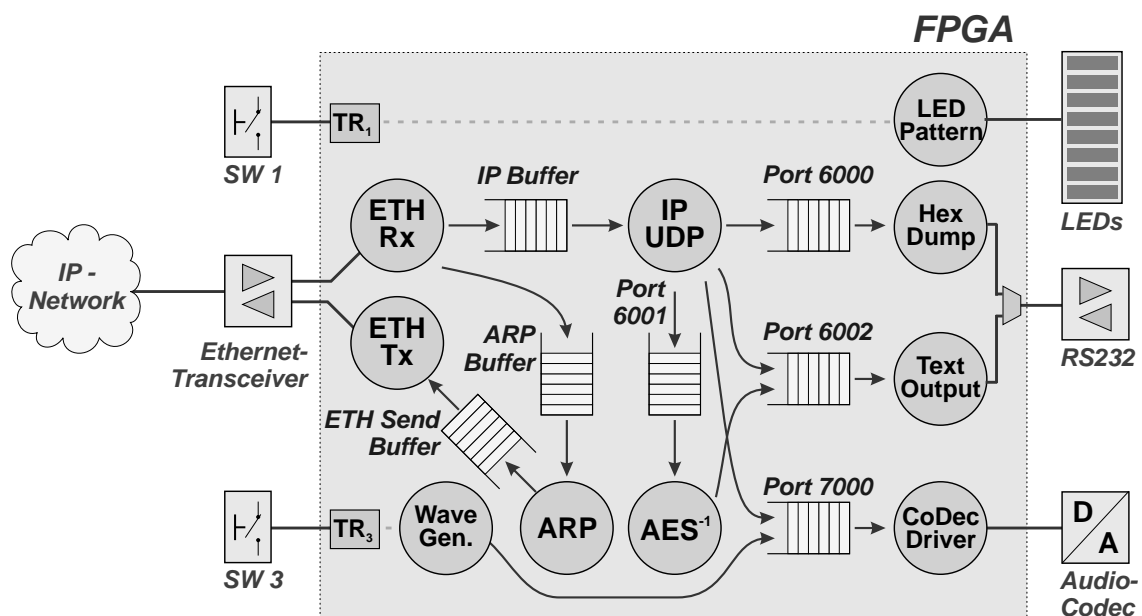 FPGA
TR1
LED
Pattern
SW 1
LEDs
IP Buffer
Port 6000
ETH
Rx
IP
UDP
Hex
Dump
IP -
Network
Port
6001
ETH
Tx
ARP
Buffer
Port 6002
Ethernet-
Transceiver
RS232
Text
Output
ETH Send
Buffer
Port 7000
TR3
Wave
Gen.
ARP
AES-1
CoDec
Driver
D
A
SW 3
Audio-
Codec